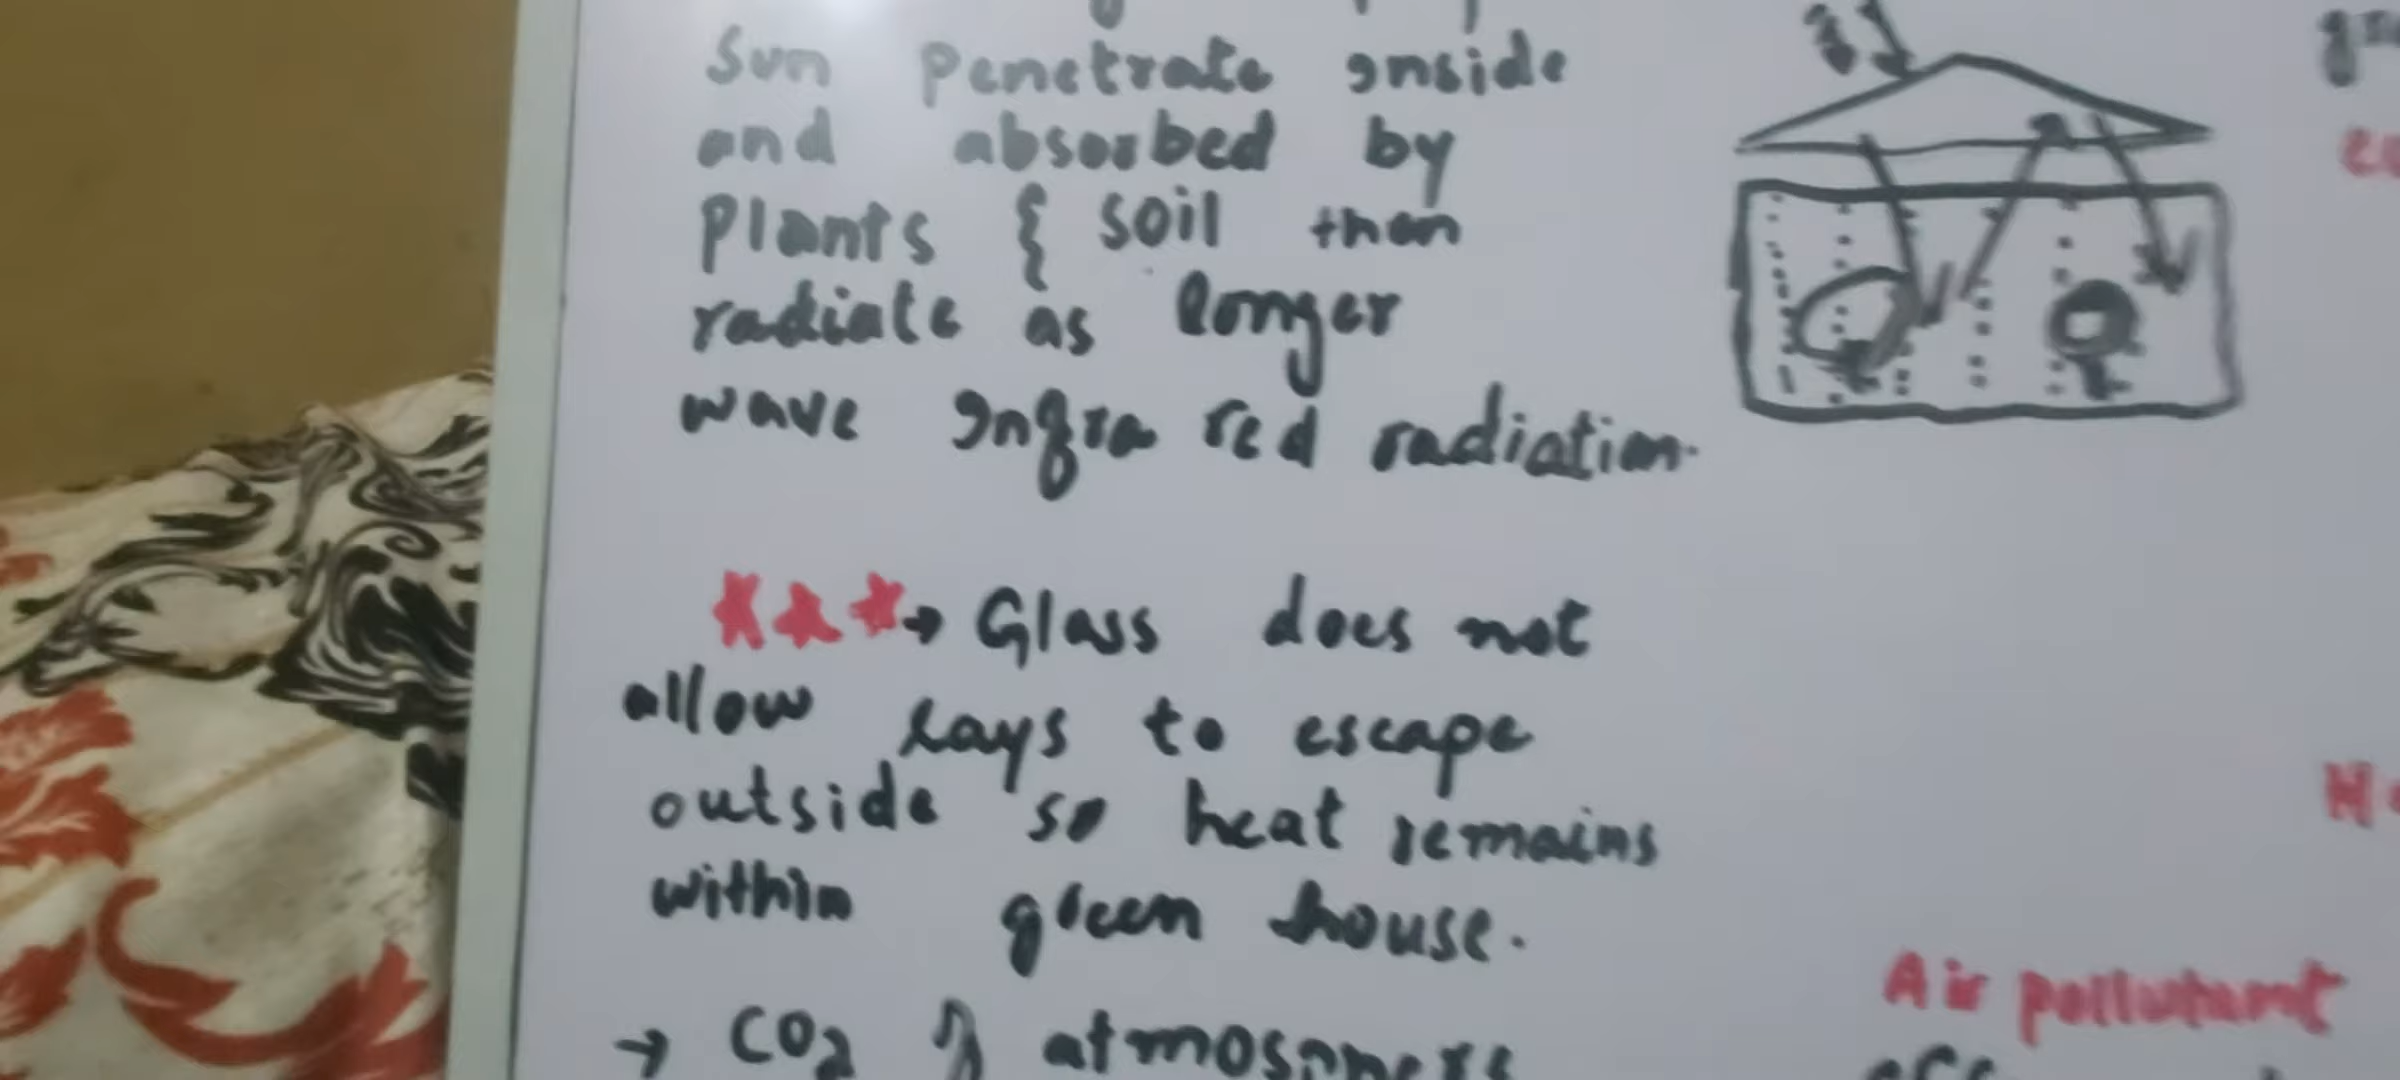 Sun penetrate inside
and absorbed by
plants { soil then
radiate as longer
wave Infra red radiation.
→ Glass does not
allow rays to escape
outside so heat remains
within green house.
→ CO2
Air pollutant